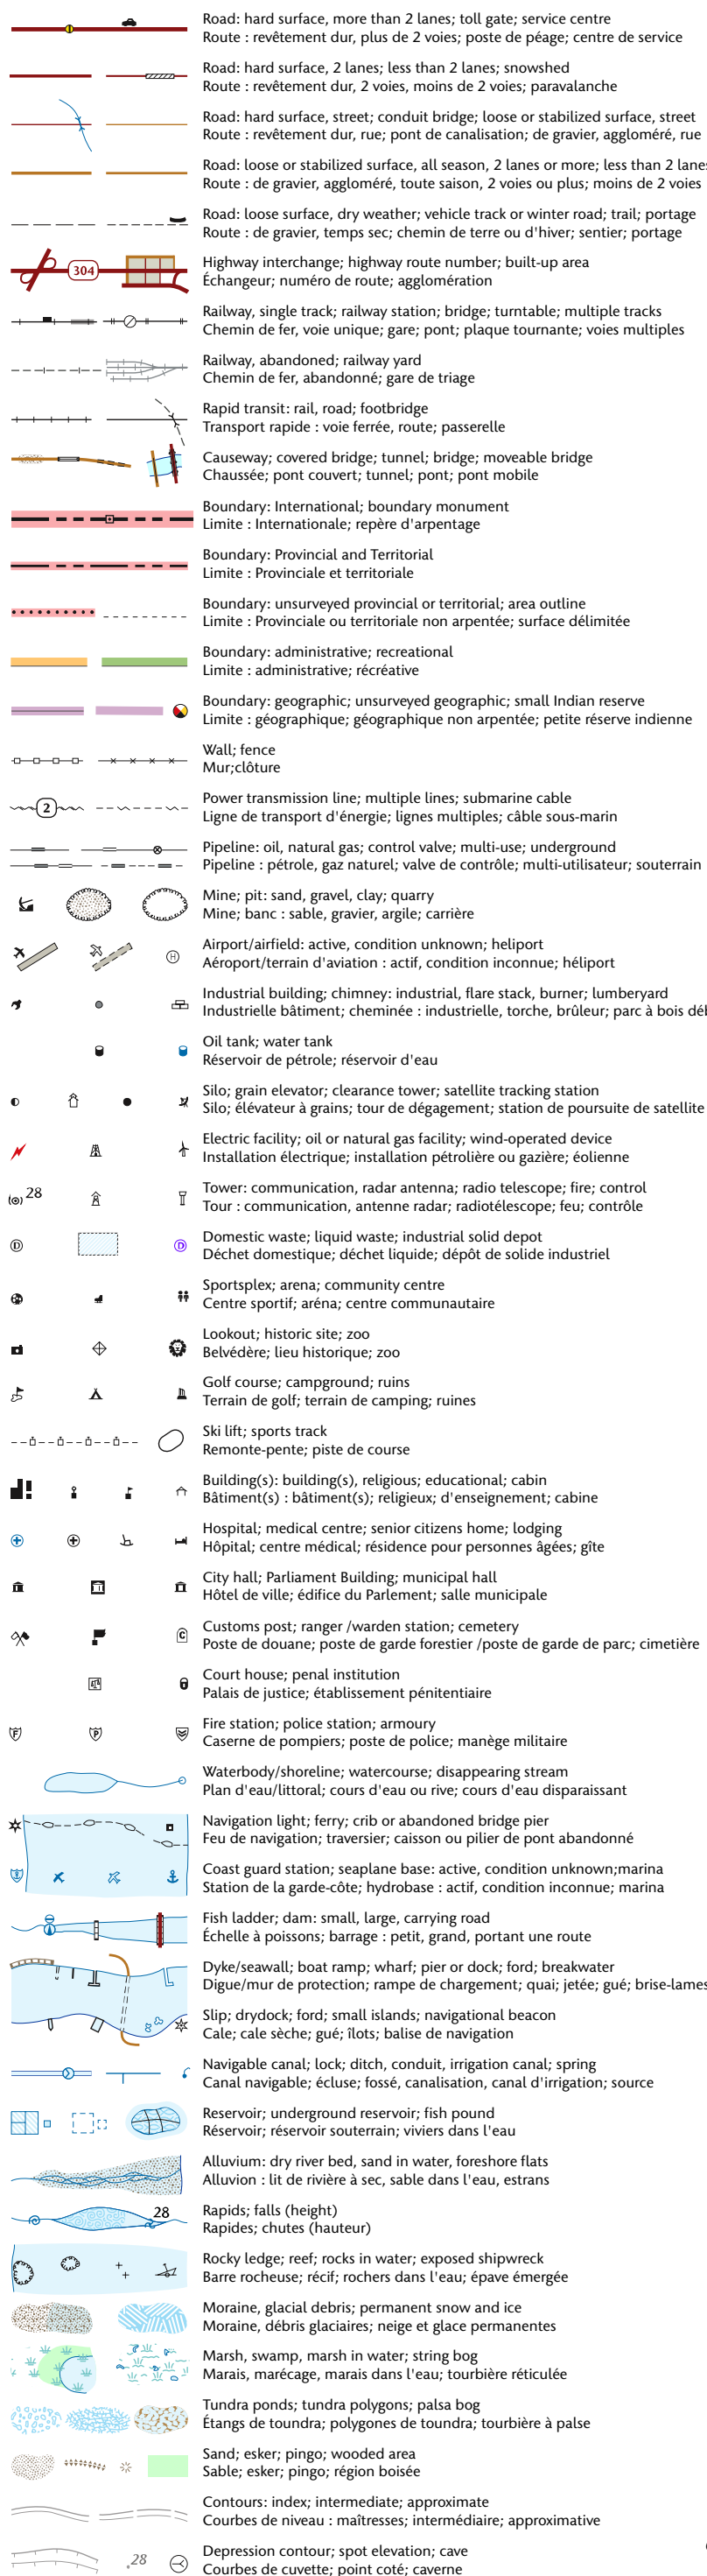 Road: hard surface, more than 2 lanes; toll gate; service centre
Route : revêtement dur, plus de 2 voies; poste de péage; centre de service
Road: hard surface, 2 lanes; less than 2 lanes; snowshed
Route : revêtement dur, 2 voies, moins de 2 voies; paravalanche
Road: hard surface, street; conduit bridge; loose or stabilized surface, street
Route : revêtement dur, rue; pont de canalisation; de gravier, aggloméré, rue
Road: loose or stabilized surface, all season, 2 lanes or more; less than 2 lanes
Route : de gravier, aggloméré, toute saison, 2 voies ou plus; moins de 2 voies
Road: loose surface, dry weather; vehicle track or winter road; trail; portage
Route : de gravier, temps sec; chemin de terre ou d'hiver; sentier; portage
304
Highway interchange; highway route number; built-up area
Échangeur; numéro de route; agglomération
Railway, single track; railway station; bridge; turntable; multiple tracks
Chemin de fer, voie unique; gare; pont; plaque tournante; voies multiples
Railway, abandoned; railway yard
Chemin de fer, abandonné; gare de triage
Rapid transit: rail, road; footbridge
Transport rapide : voie ferrée, route; passerelle
Causeway; covered bridge; tunnel; bridge; moveable bridge
Chaussée; pont couvert; tunnel; pont; pont mobile
Boundary: International; boundary monument
Limite : Internationale; repère d'arpentage
Boundary: Provincial and Territorial
Limite : Provinciale et territoriale
Boundary: unsurveyed provincial or territorial; area outline
Limite : Provinciale ou territoriale non arpentée; surface délimitée
Boundary: administrative; recreational
Limite : administrative; récréative
Boundary: geographic; unsurveyed geographic; small Indian reserve
Limite : géographique; géographique non arpentée; petite réserve indienne
Wall; fence
Mur;clôture
2
Power transmission line; multiple lines; submarine cable
Ligne de transport d'énergie; lignes multiples; câble sous-marin
Pipeline: oil, natural gas; control valve; multi-use; underground
Pipeline : pétrole, gaz naturel; valve de contrôle; multi-utilisateur; souterrain
Mine; pit: sand, gravel, clay; quarry
Mine; banc : sable, gravier, argile; carrière
H
Airport/airfield: active, condition unknown; heliport
Aéroport/terrain d'aviation : actif, condition inconnue; héliport
Industrial building; chimney: industrial, flare stack, burner; lumberyard
Industrielle bâtiment; cheminée : industrielle, torche, brûleur; parc à bois déb
Oil tank; water tank
Réservoir de pétrole; réservoir d'eau
Silo; grain elevator; clearance tower; satellite tracking station
Silo; élévateur à grains; tour de dégagement; station de poursuite de satellite
Electric facility; oil or natural gas facility; wind-operated device
Installation électrique; installation pétrolière ou gazière; éolienne
28
Tower: communication, radar antenna; radio telescope; fire; control
Tour : communication, antenne radar; radiotélescope; feu; contrôle
D D
Domestic waste; liquid waste; industrial solid depot
Déchet domestique; déchet liquide; dépôt de solide industriel
Sportsplex; arena; community centre
Centre sportif; aréna; centre communautaire
Lookout; historic site; zoo
Belvédère; lieu historique; zoo
Golf course; campground; ruins
Terrain de golf; terrain de camping; ruines
Ski lift; sports track
Remonte-pente; piste de course
Building(s): building(s), religious; educational; cabin
Bâtiment(s) : bâtiment(s); religieux; d'enseignement; cabine
Hospital; medical centre; senior citizens home; lodging
Hôpital; centre médical; résidence pour personnes âgées; gîte
City hall; Parliament Building; municipal hall
Hôtel de ville; édifice du Parlement; salle municipale
C
Customs post; ranger /warden station; cemetery
Poste de douane; poste de garde forestier /poste de garde de parc; cimetière
Court house; penal institution
Palais de justice; établissement pénitentiaire
F P
Fire station; police station; armoury
Caserne de pompiers; poste de police; manège militaire
Waterbody/shoreline; watercourse; disappearing stream
Plan d'eau/littoral; cours d'eau ou rive; cours d'eau disparaissant
Navigation light; ferry; crib or abandoned bridge pier
Feu de navigation; traversier; caisson ou pilier de pont abandonné
Coast guard station; seaplane base: active, condition unknown;marina
Station de la garde-côte; hydrobase : actif, condition inconnue; marina
Fish ladder; dam: small, large, carrying road
Échelle à poissons; barrage : petit, grand, portant une route
Dyke/seawall; boat ramp; wharf; pier or dock; ford; breakwater
Digue/mur de protection; rampe de chargement; quai; jetée; gué; brise-lames
Slip; drydock; ford; small islands; navigational beacon
Cale; cale sèche; gué; îlots; balise de navigation
Navigable canal; lock; ditch, conduit, irrigation canal; spring
Canal navigable; écluse; fossé, canalisation, canal d'irrigation; source
Reservoir; underground reservoir; fish pound
Réservoir; réservoir souterrain; viviers dans l'eau
Alluvium: dry river bed, sand in water, foreshore flats
Alluvion : lit de rivière à sec, sable dans l'eau, estrans
28
Rapids; falls (height)
Rapides; chutes (hauteur)
Rocky ledge; reef; rocks in water; exposed shipwreck
Barre rocheuse; récif; rochers dans l'eau; épave émergée
Moraine, glacial debris; permanent snow and ice
Moraine, débris glaciaires; neige et glace permanentes
Marsh, swamp, marsh in water; string bog
Marais, marécage, marais dans l'eau; tourbière réticulée
Tundra ponds; tundra polygons; palsa bog
Étangs de toundra; polygones de toundra; tourbière à palse
Sand; esker; pingo; wooded area
Sable; esker; pingo; région boisée
Contours: index; intermediate; approximate
Courbes de niveau : maîtresses; intermédiaire; approximative
.28
Depression contour; spot elevation; cave
Courbes de cuvette; point coté; caverne